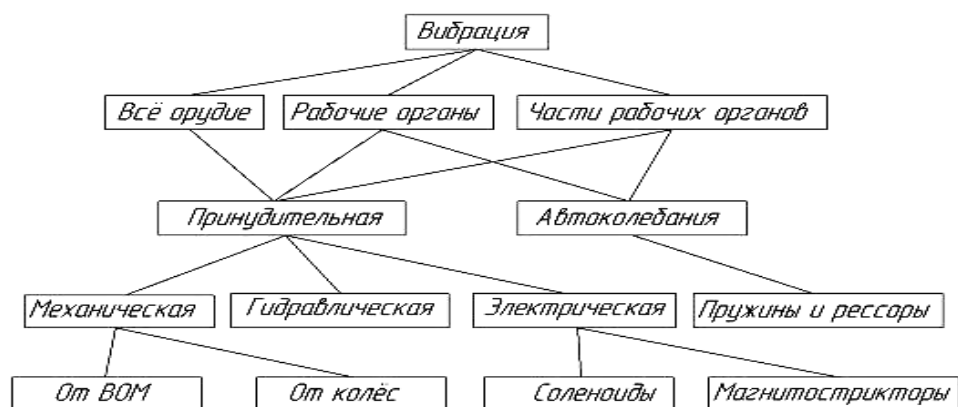 Вибрация
Всё орудие
Рабочие органы
Части рабочих органов
Принудительная
Автоколебания
Механическая
Гидравлическая
Электрическая
Пружины и рессоры
От ВОМ
От колёс
Соленоиды
Магнитострикторы